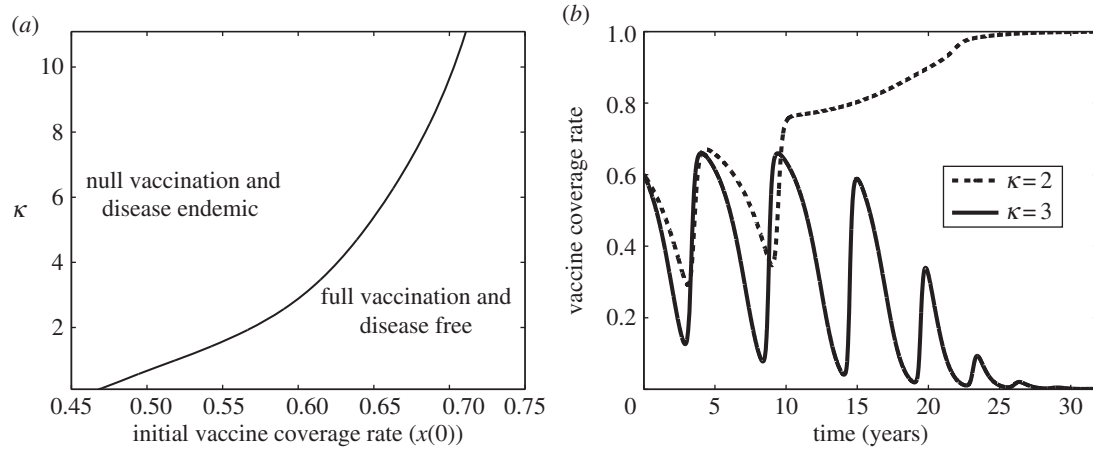 (a)
10
8
6
4
2
κ
null vaccination and
disease endemic
full vaccination and
disease free
0.45 0.50 0.55 0.60 0.65 0.70 0.75
initial vaccine coverage rate (x(0))
(b)
1.0
0.8
0.6
0.4
0.2
vaccine coverage rate
κ=2
κ=3
0 5 10 15 20 25 30
time (years)